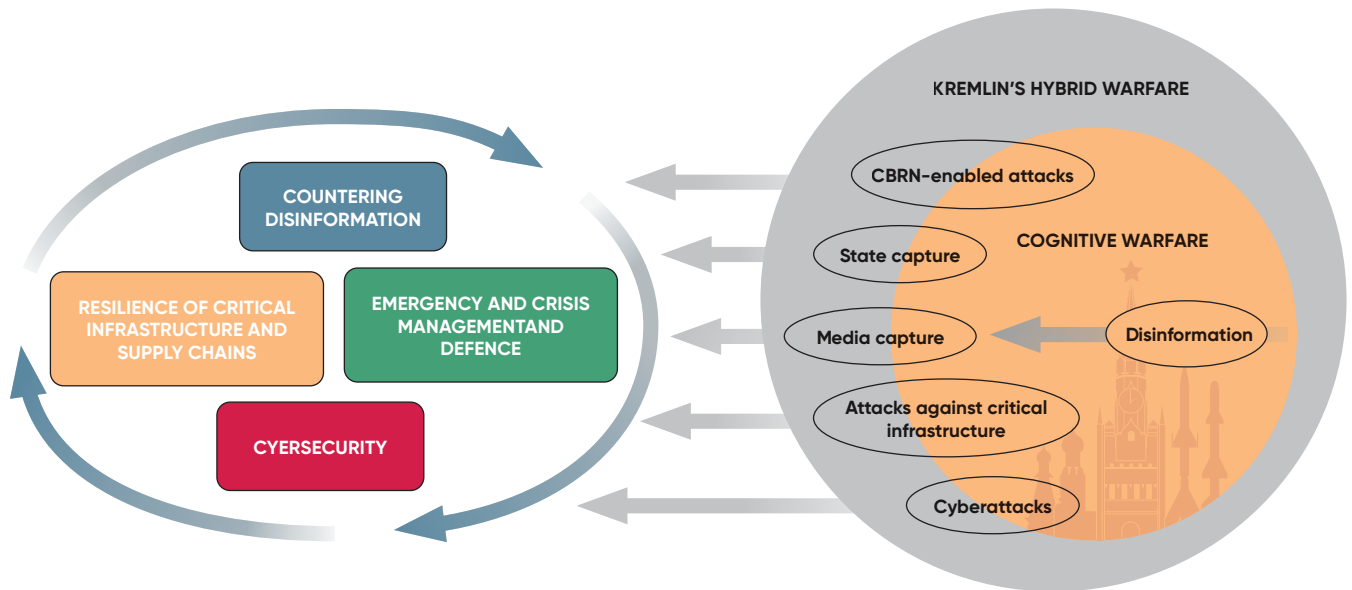 COUNTERING
DISINFORMATION
RESILIENCE OF CRITICAL
INFRASTRUCTURE AND
SUPPLY CHAINS
EMERGENCY AND CRISIS
MANAGEMENTAND
DEFENCE
CYERSECURITY
KREMLIN'S HYBRID WARFARE
CBRN-enabled attacks
COGNITIVE WARFARE
State capture
Media capture
Disinformation
Attacks against critical
infrastructure
Cyberattacks